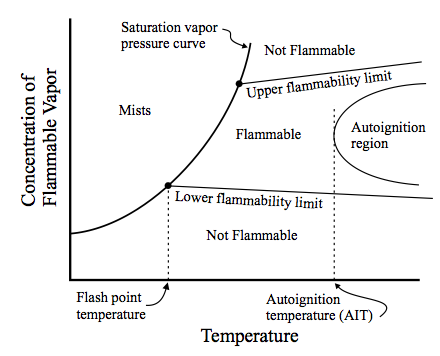 Saturation vapor
pressure curve
Not Flammable
Upper flammability limit
Mists
Flammable
Autoignition
region
Concentration of
Flammable Vapor
Lower flammability limit
Not Flammable
Flash point
temperature
Autoignition
temperature (AIT)
Temperature